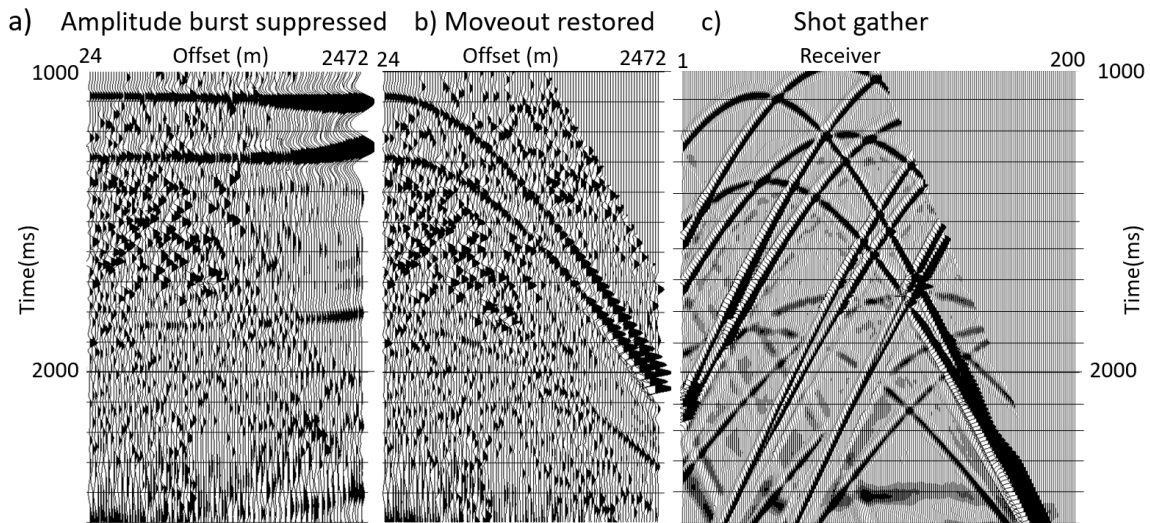 a) Amplitude burst suppressed b) Moveout restored c) Shot gather
24 Offset (m) 2472 24 Offset (m) 2472 1 Receiver 200
1000 1000
Time(ms) Time(ms)
2000 2000